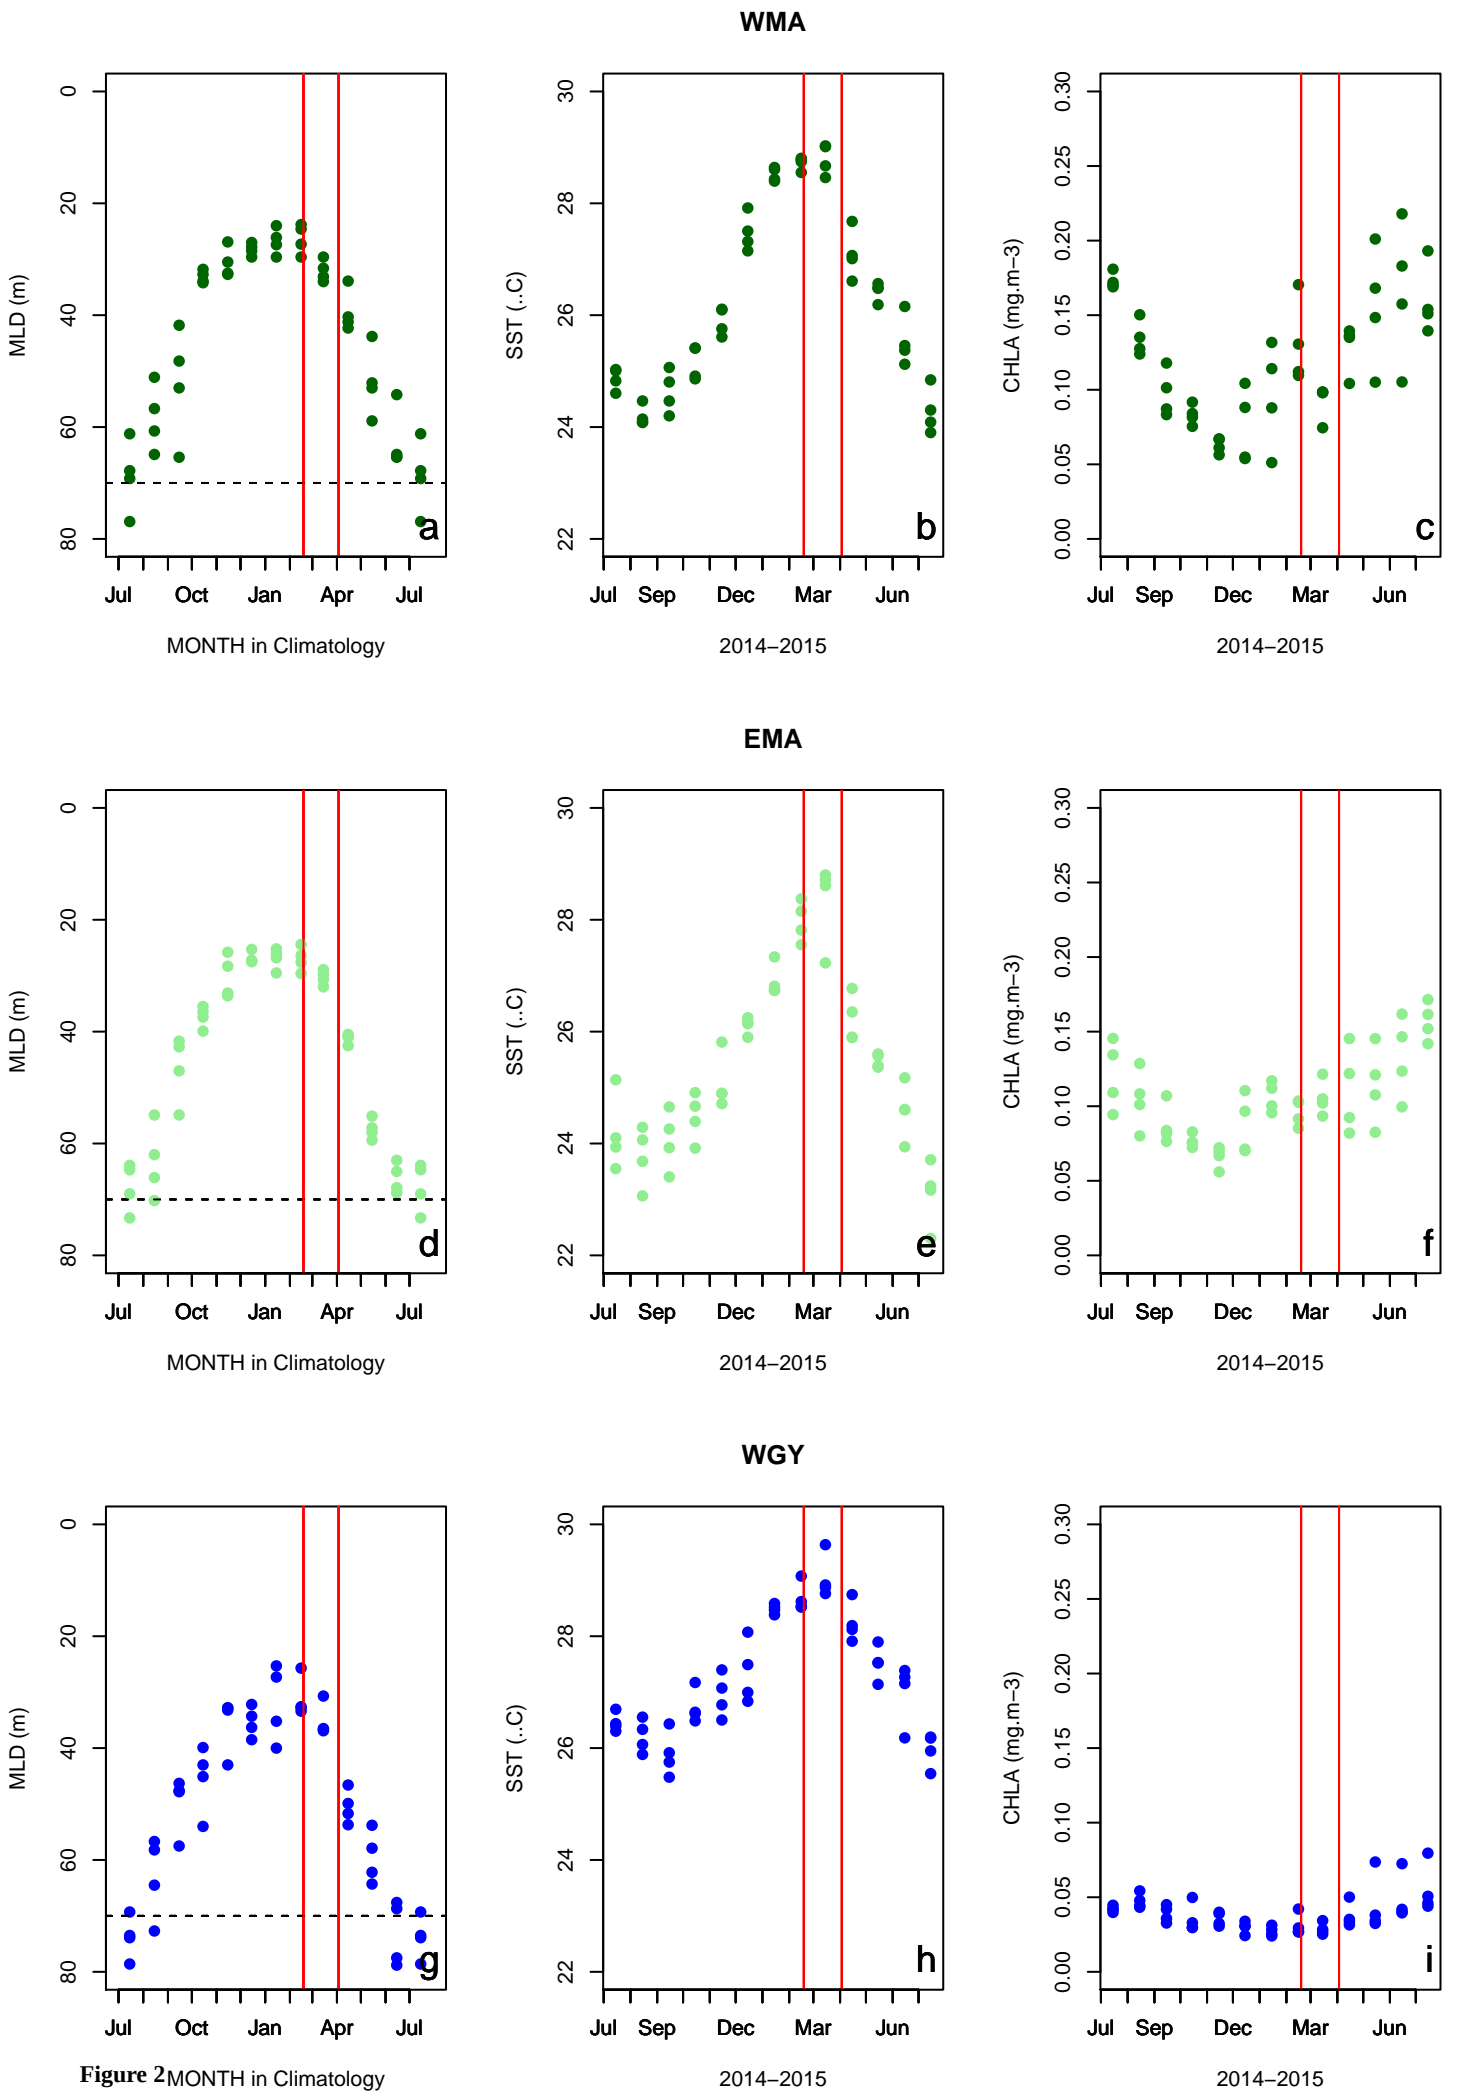 WMA
MLD (m)
0
20
40
60
80
a
Jul Oct Jan Apr Jul
MONTH in Climatology
SST (..C)
30
28
26
24
22
b
Jul Sep Dec Mar Jun
2014–2015
CHLA (mg.m−3)
0.30
0.25
0.20
0.15
0.10
0.05
0.00
c
Jul Sep Dec Mar Jun
2014–2015
EMA
MLD (m)
0
20
40
60
80
d
Jul Oct Jan Apr Jul
MONTH in Climatology
SST (..C)
30
28
26
24
22
e
Jul Sep Dec Mar Jun
2014–2015
CHLA (mg.m−3)
0.30
0.25
0.20
0.15
0.10
0.05
0.00
f
Jul Sep Dec Mar Jun
2014–2015
WGY
MLD (m)
0
20
40
60
80
g
Jul Oct Jan Apr Jul
Figure 2 MONTH in Climatology
SST (..C)
30
28
26
24
22
h
Jul Sep Dec Mar Jun
2014–2015
CHLA (mg.m−3)
0.30
0.25
0.20
0.15
0.10
0.05
0.00
i
Jul Sep Dec Mar Jun
2014–2015